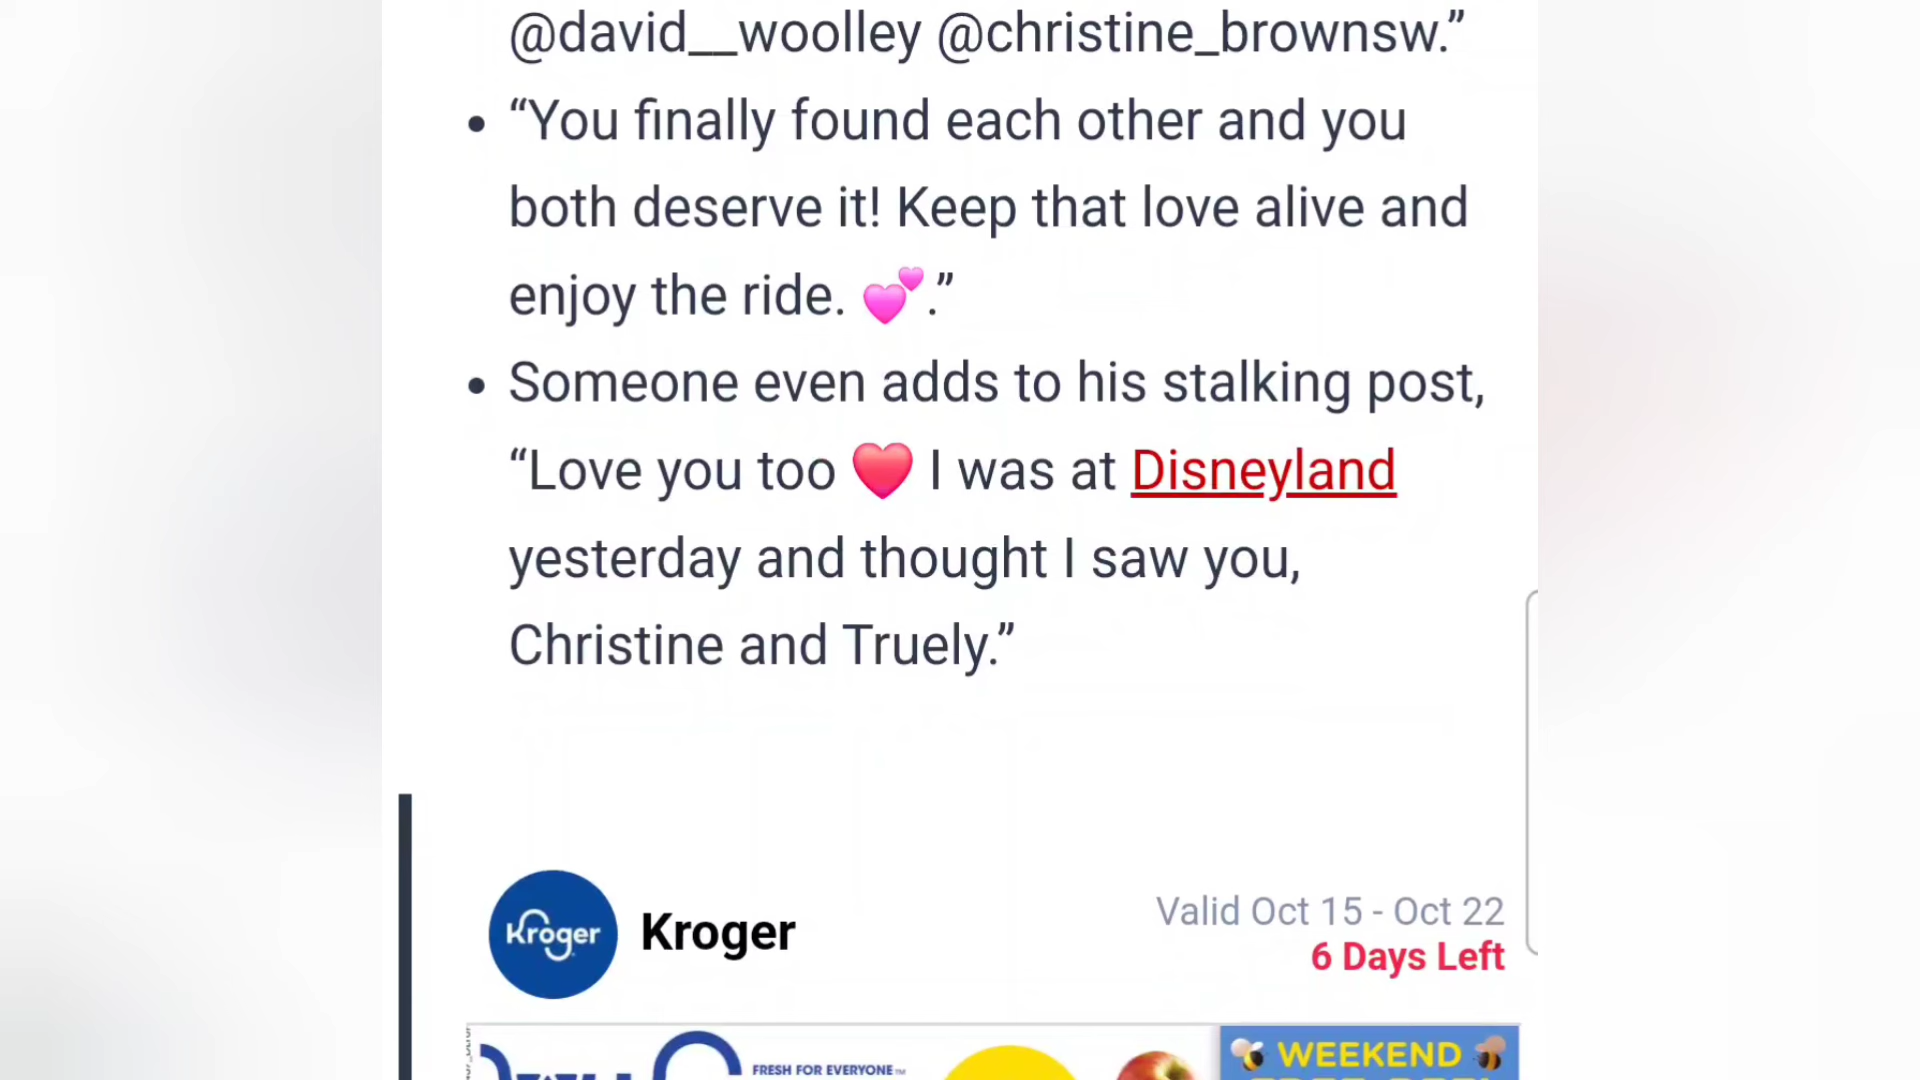 @david__woolley @christine_brownsw.”
• “You finally found each other and you
both deserve it! Keep that love alive and
enjoy the ride. 💕.”
• Someone even adds to his stalking post,
“Love you too ❤️ I was at Disneyland
yesterday and thought I saw you,
Christine and Truely.”
Kroger
Kroger
Valid Oct 15 - Oct 22
6 Days Left
FRESH FOR EVERYONE™
WEEKEND